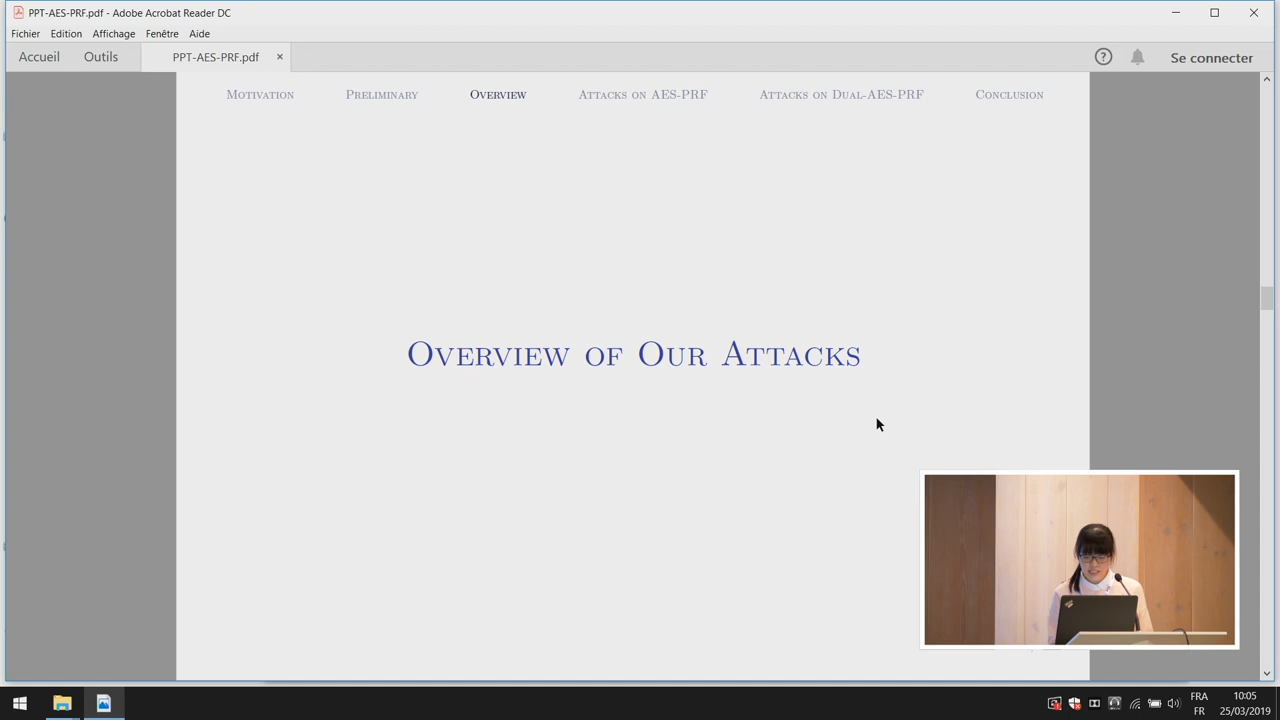 PPT-AES-PRF.pdf - Adobe Acrobat Reader DC
Fichier Edition Affichage Fenêtre Aide
Accueil Outils PPT-AES-PRF.pdf × ? Se connecter
Motivation Preliminary Overview Attacks on AES-PRF Attacks on Dual-AES-PRF Conclusion
Overview of Our Attacks
FRA 10:05
FR 25/03/2019